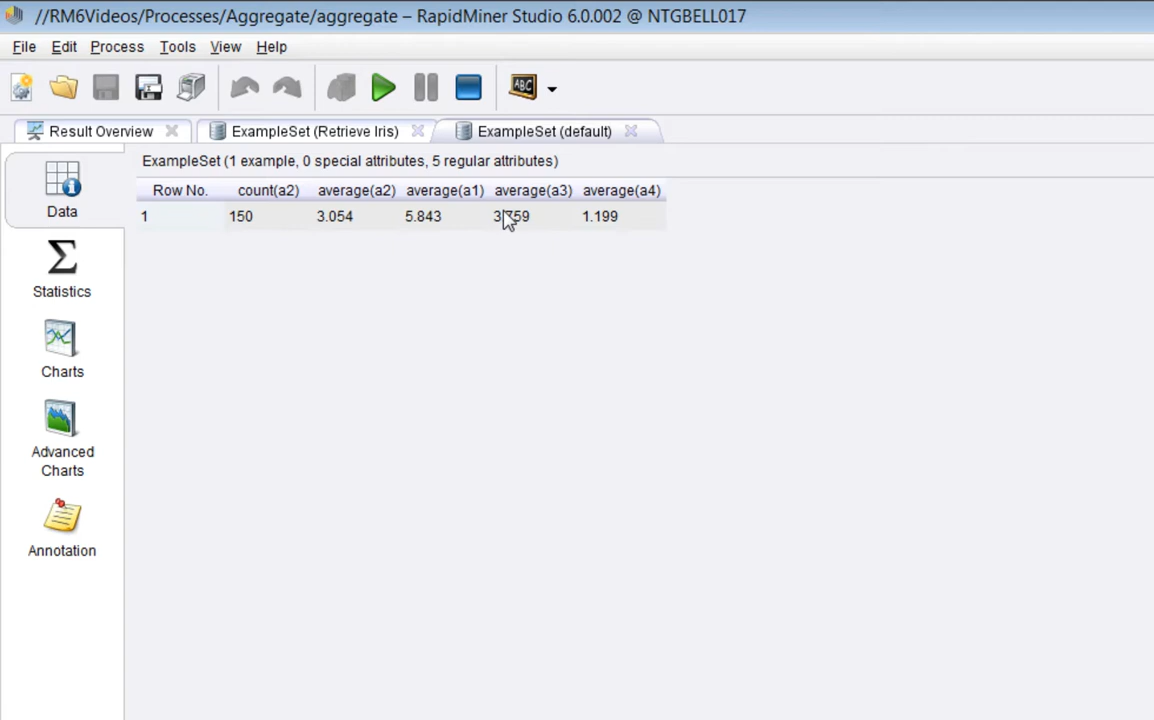 //RM6Videos/Processes/Aggregate/aggregate – RapidMiner Studio 6.0.002 @ NTGBELL017
File Edit Process Tools View Help
ABC
Result Overview ExampleSet (Retrieve Iris) ExampleSet (default)
ExampleSet (1 example, 0 special attributes, 5 regular attributes)
Row No. count(a2) average(a2) average(a1) average(a3) average(a4)
1 150 3.054 5.843 1.199
Data
Statistics
Charts
Advanced
Charts
Annotation